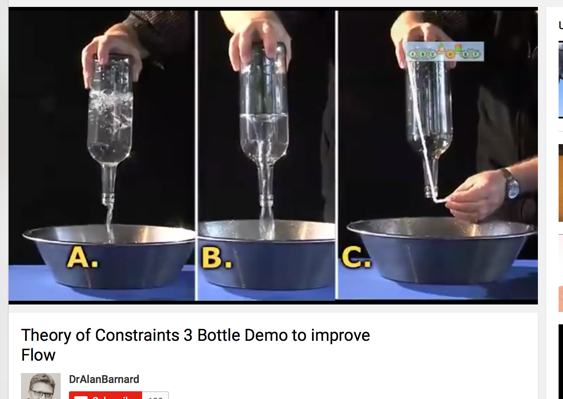 A.
B.
C.
Theory of Constraints 3 Bottle Demo to improve
Flow
DrAlanBarnard